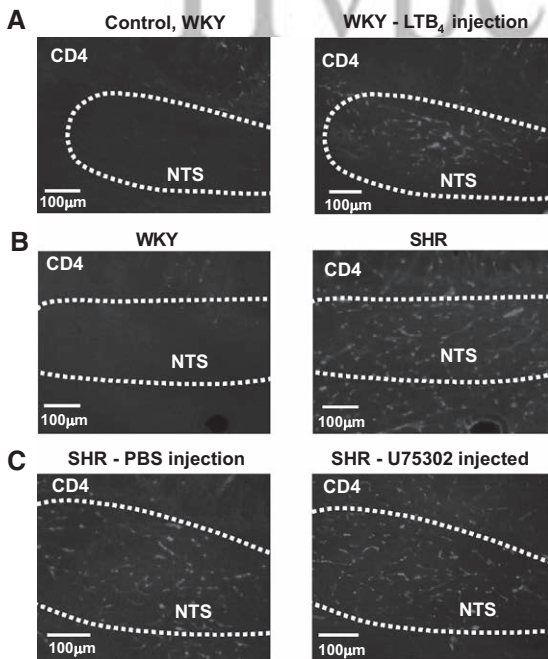 A
Control, WKY
WKY - LTB4 injection
CD4
NTS
100μm
NTS
100μm
B
WKY
SHR
CD4
NTS
100μm
CD4
NTS
100μm
C
SHR - PBS injection
SHR - U75302 injected
CD4
NTS
100μm
CD4
NTS
100μm